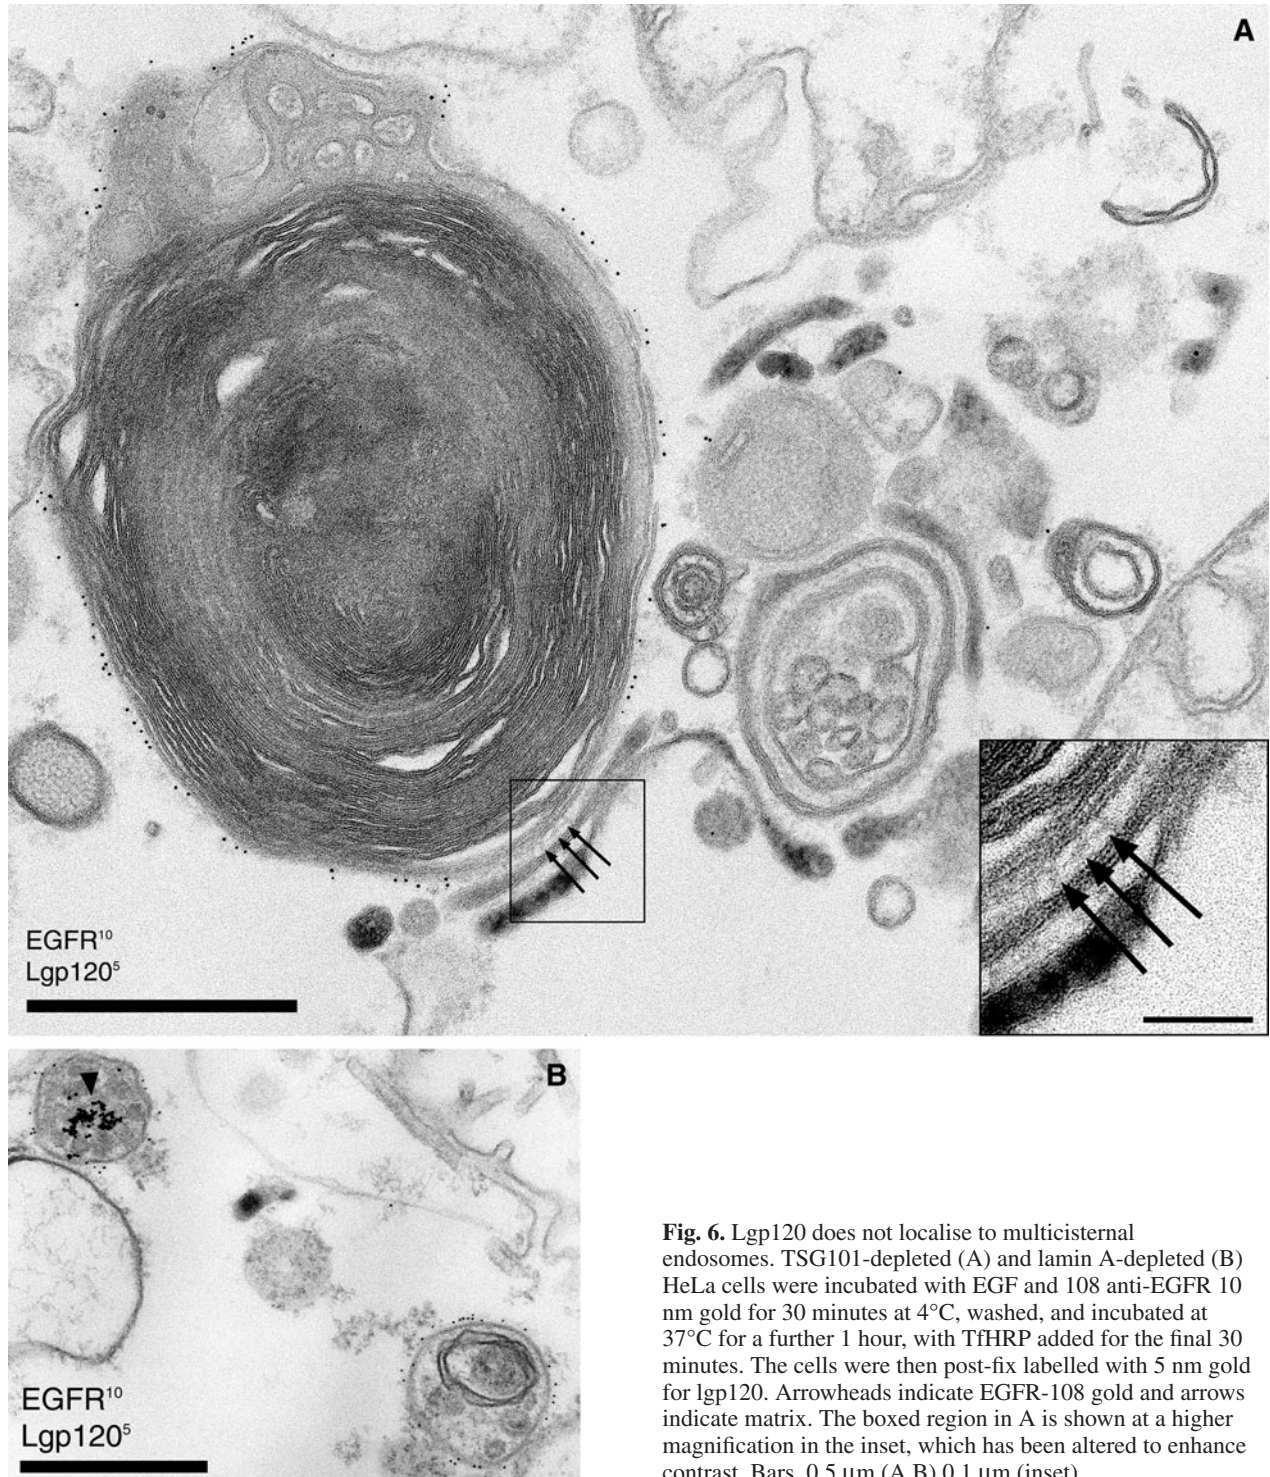 A
EGFR¹⁰
Lgp120⁵
B
EGFR¹⁰
Lgp120⁵
Fig. 6. Lgp120 does not localise to multicisternal
endosomes. TSG101-depleted (A) and lamin A-depleted (B)
HeLa cells were incubated with EGF and 108 anti-EGFR 10
nm gold for 30 minutes at 4°C, washed, and incubated at
37°C for a further 1 hour, with TfHRP added for the final 30
minutes. The cells were then post-fix labelled with 5 nm gold
for lgp120. Arrowheads indicate EGFR-108 gold and arrows
indicate matrix. The boxed region in A is shown at a higher
magnification in the inset, which has been altered to enhance
contrast. Bars, 0.5 μm (A,B) 0.1 μm (inset)